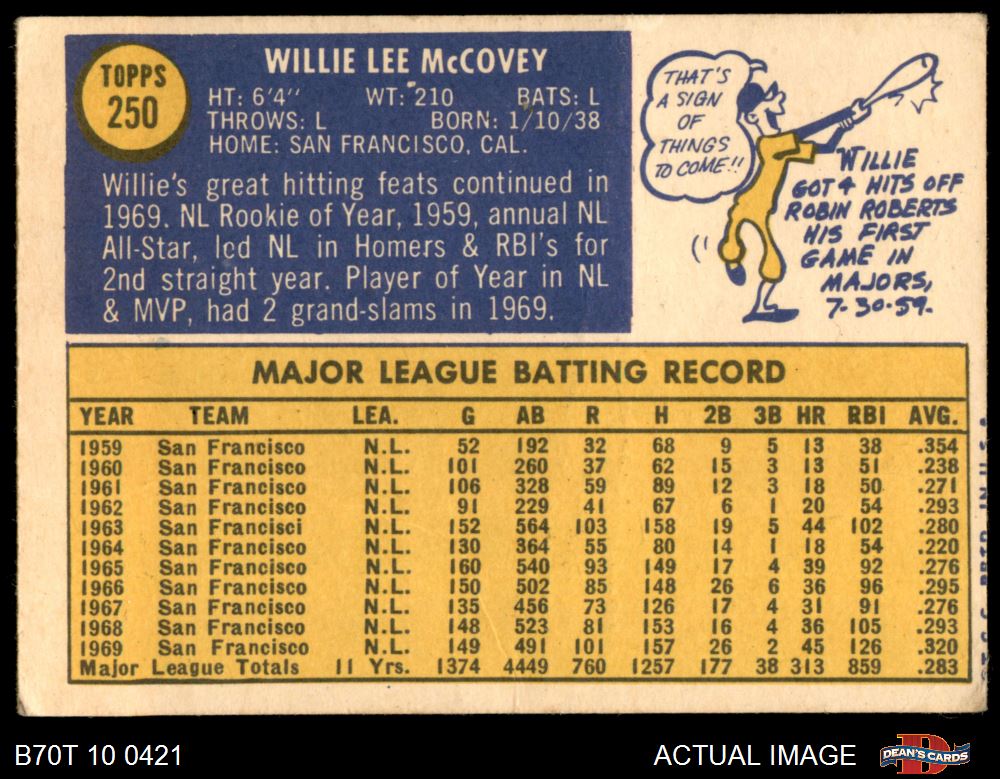 TOPPS
250
WILLIE LEE McCOVEY
HT: 6'4" WT: 210 BATS: L
THROWS: L BORN: 1/10/38
HOME: SAN FRANCISCO, CAL.
Willie's great hitting feats continued in
1969. NL Rookie of Year, 1959, annual NL
All-Star, led NL in Homers & RBI's for
2nd straight year. Player of Year in NL
& MVP, had 2 grand-slams in 1969.
THAT'S
A SIGN
OF
THINGS
TO COME!!
WILLIE
GOT 4 HITS OFF
ROBIN ROBERTS
HIS FIRST
GAME IN
MAJORS,
7-30-59.
MAJOR LEAGUE BATTING RECORD
YEAR TEAM LEA. G AB R H 2B 3B HR RBI AVG.
1959 San Francisco N.L. 52 192 32 68 9 5 13 38 .354
1960 San Francisco N.L. 101 260 37 62 15 3 13 51 .238
1961 San Francisco N.L. 106 328 59 89 12 3 18 50 .271
1962 San Francisco N.L. 91 229 41 67 6 1 20 54 .293
1963 San Francisci N.L. 152 564 103 158 19 5 44 102 .280
1964 San Francisco N.L. 130 364 55 80 14 1 18 54 .220
1965 San Francisco N.L. 160 540 93 149 17 4 39 92 .276
1966 San Francisco N.L. 150 502 85 148 26 6 36 96 .295
1967 San Francisco N.L. 135 456 73 126 17 4 31 91 .276
1968 San Francisco N.L. 148 523 81 153 16 4 36 105 .293
1969 San Francisco N.L. 149 491 101 157 26 2 45 126 .320
Major League Totals 11 Yrs. 1374 4449 760 1257 177 38 313 859 .283
B70T 10 0421
ACTUAL IMAGE
DEAN'S CARDS